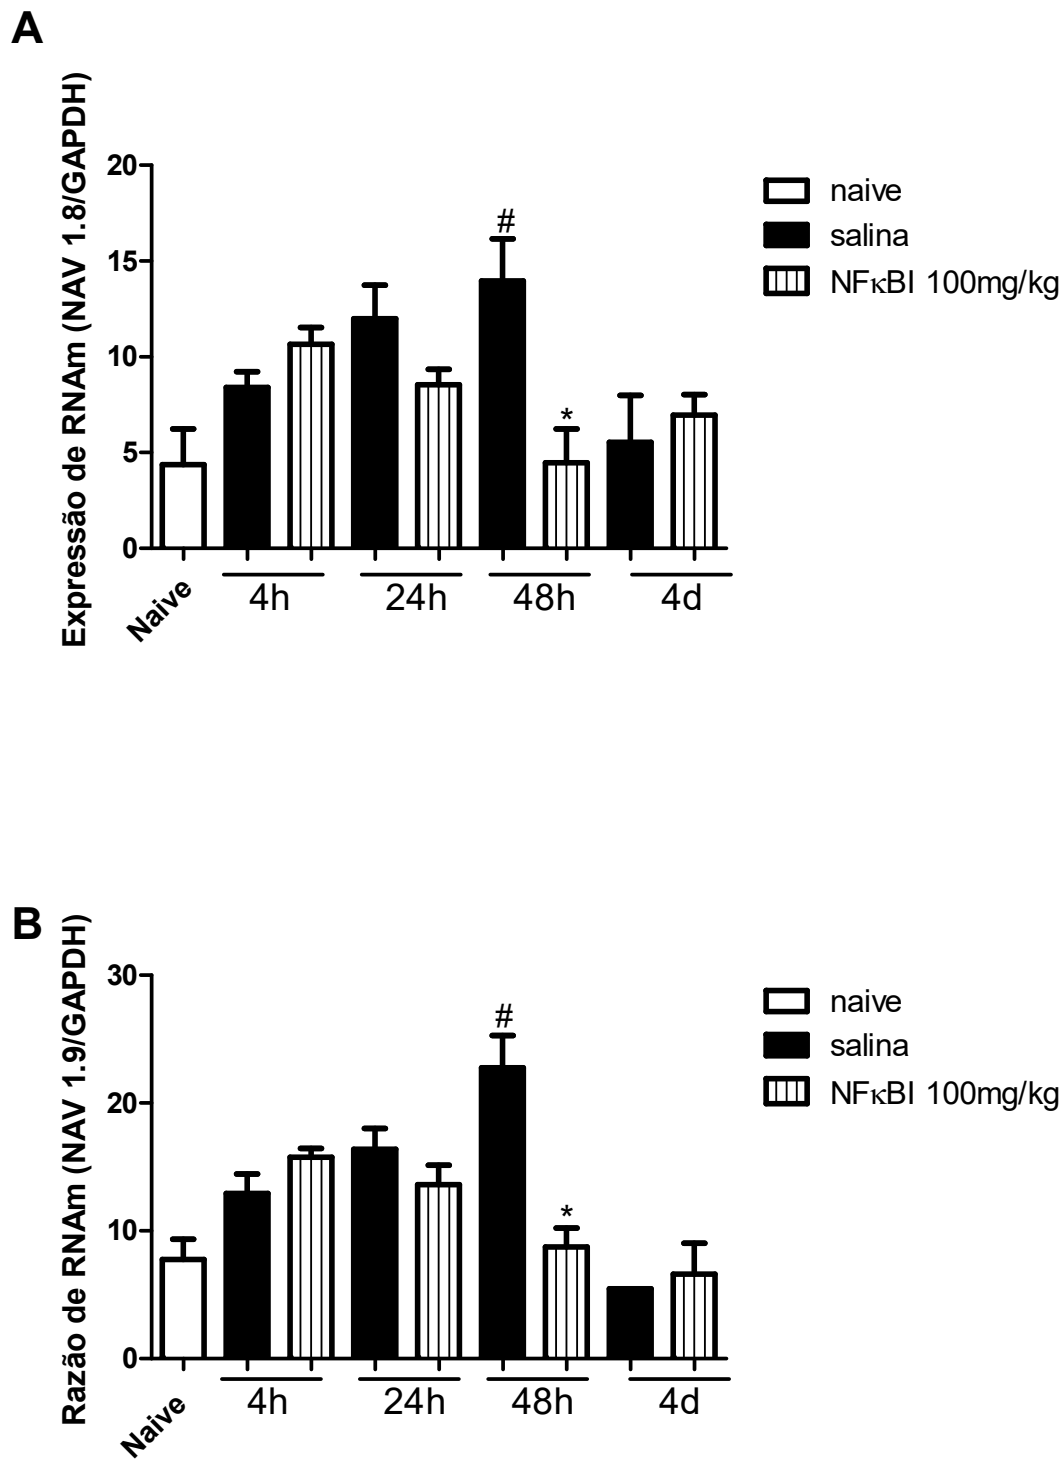 A
Expressão de RNAm (NAV 1.8/GAPDH)
20
15
10
5
0
#
*
Naive
4h
24h
48h
4d
naive
salina
NFκBI 100mg/kg
B
Razão de RNAm (NAV 1.9/GAPDH)
30
20
10
0
#
*
Naive
4h
24h
48h
4d
naive
salina
NFκBI 100mg/kg